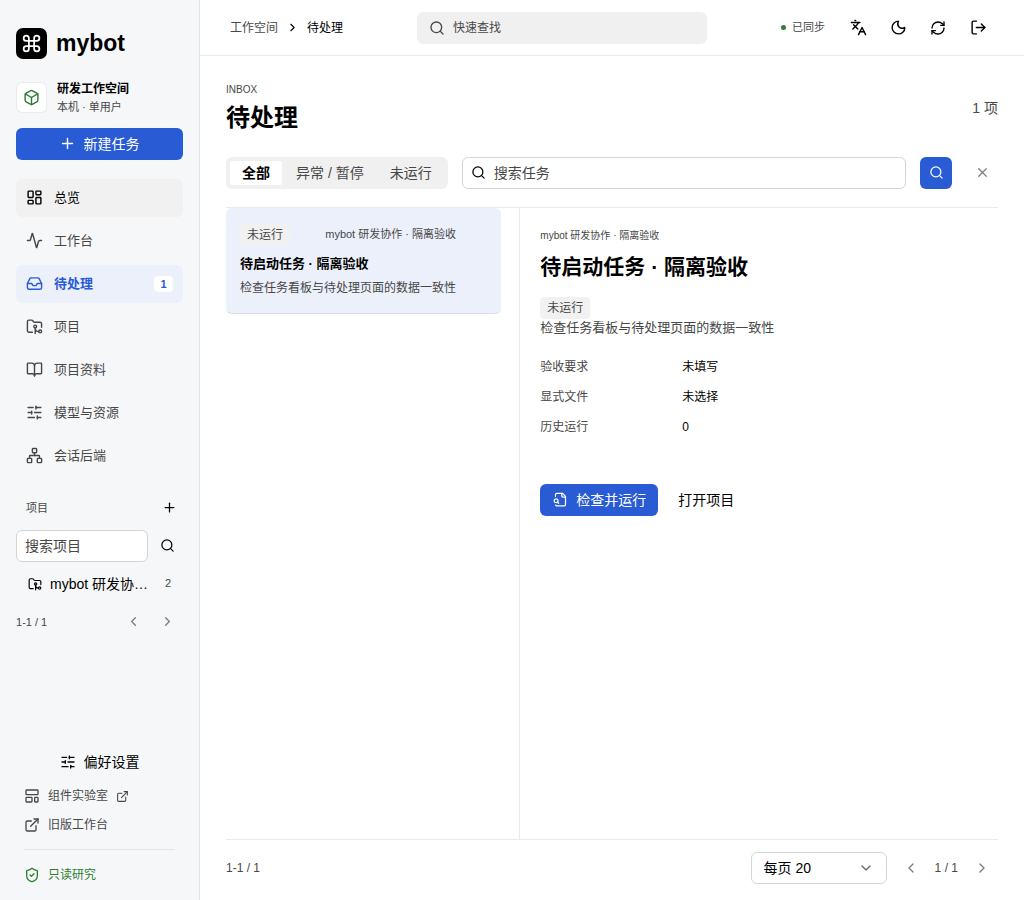 mybot
研发工作空间
本机 · 单用户
新建任务
总览
工作台
待处理 1
项目
项目资料
模型与资源
会话后端
项目
搜索项目
mybot 研发协… 2
1-1 / 1
偏好设置
组件实验室
旧版工作台
只读研究
工作空间 待处理
快速查找
已同步
INBOX
待处理
1 项
全部 异常 / 暂停 未运行
搜索任务
未运行 mybot 研发协作 · 隔离验收
待启动任务 · 隔离验收
检查任务看板与待处理页面的数据一致性
mybot 研发协作 · 隔离验收
待启动任务 · 隔离验收
未运行
检查任务看板与待处理页面的数据一致性
验收要求 未填写
显式文件 未选择
历史运行 0
检查并运行 打开项目
1-1 / 1
每页 20
1 / 1